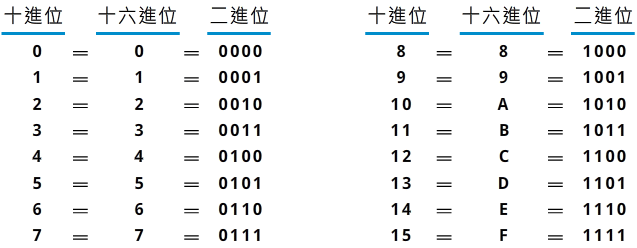 十進位 十六進位 二進位 十進位 十六進位 二進位
0 = 0 = 0000 8 = 8 = 1000
1 = 1 = 0001 9 = 9 = 1001
2 = 2 = 0010 10 = A = 1010
3 = 3 = 0011 11 = B = 1011
4 = 4 = 0100 12 = C = 1100
5 = 5 = 0101 13 = D = 1101
6 = 6 = 0110 14 = E = 1110
7 = 7 = 0111 15 = F = 1111